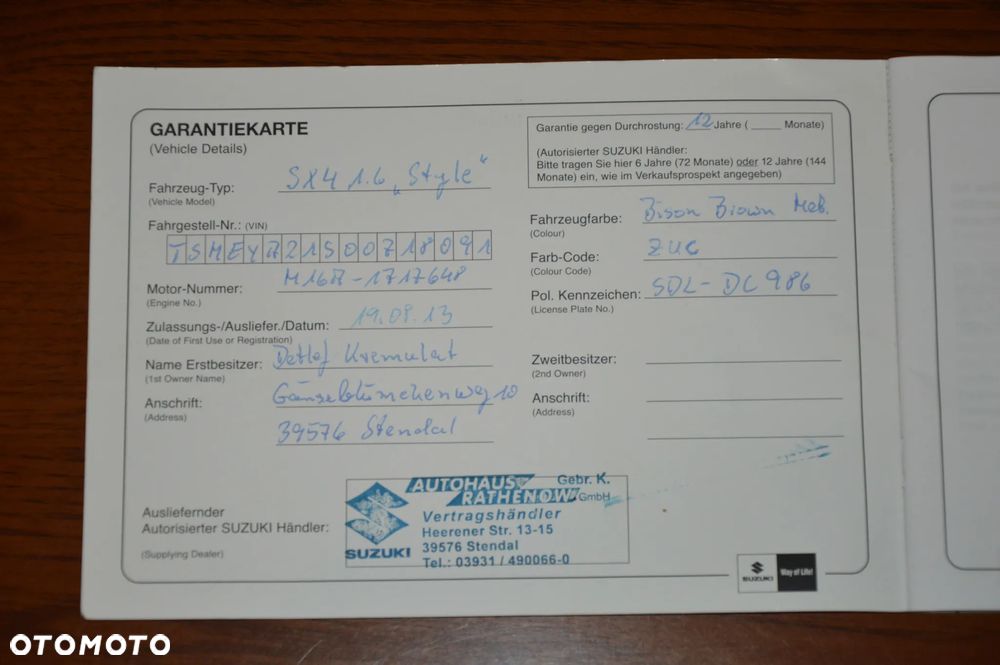 GARANTIEKARTE
(Vehicle Details)
Fahrzeug-Typ: SX4 1.6 „Style“
(Vehicle Model)
Fahrgestell-Nr.: (VIN)
TSMEYA21S00718091
Motor-Nummer: M16A-1717648
(Engine No.)
Zulassungs-/Ausliefer./Datum: 19.08.13
(Date of First Use or Registration)
Name Erstbesitzer: Detlef
(1st Owner Name)
Anschrift: Gänseblümchenweg 10
(Address)
39576 Stendal
Ausliefernder
Autorisierter SUZUKI Händler:
(Supplying Dealer)
SUZUKI
AUTOHAUS Gebr. K.
RATHENOW GmbH
Vertragshändler
Heerener Str. 13-15
39576 Stendal
Tel.: 03931 / 490066-0
Garantie gegen Durchrostung: 12 Jahre ( ____ Monate)
(Autorisierter SUZUKI Händler:
Bitte tragen Sie hier 6 Jahre (72 Monate) oder 12 Jahre (144
Monate) ein, wie im Verkaufsprospekt angegeben)
Fahrzeugfarbe: Bison Brown Met.
(Colour)
Farb-Code: ZUC
(Colour Code)
Pol. Kennzeichen: SDL-DC 986
(License Plate No.)
Zweitbesitzer:
(2nd Owner)
Anschrift:
(Address)
SUZUKI
Way of Life!
OTOMOTO